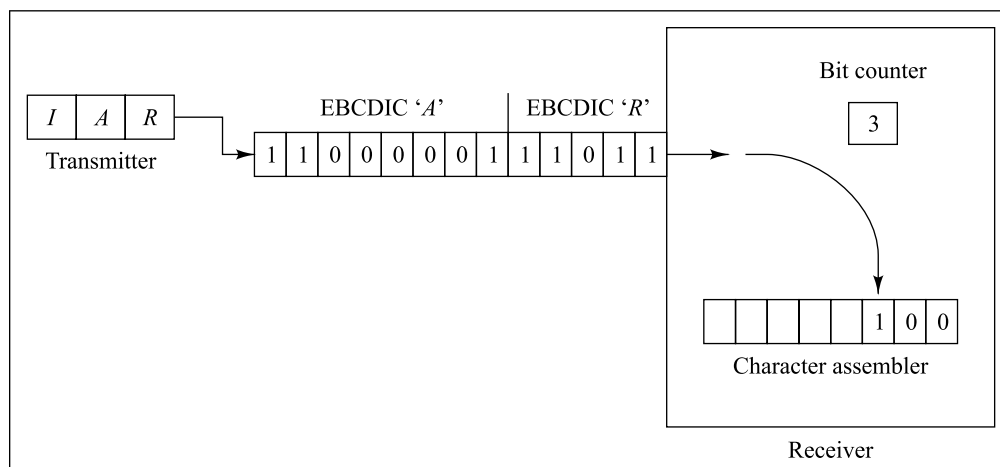 Bit counter
3
EBCDIC ‘A’ EBCDIC ‘R’
I A R
1 1 0 0 0 0 0 1 1 1 0 1 1
Transmitter
1 0 0
Character assembler
Receiver